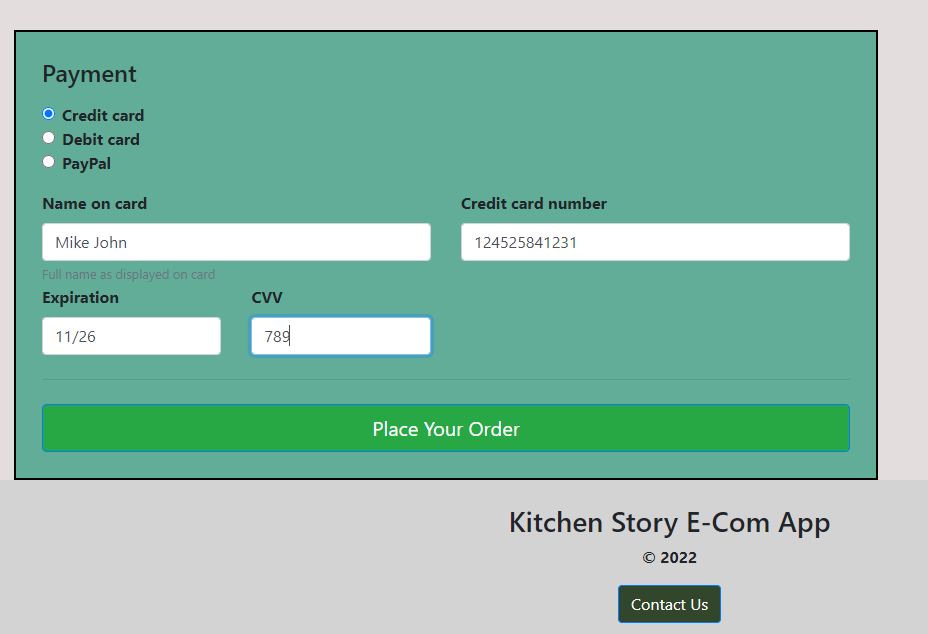 Payment
Credit card
Debit card
PayPal
Name on card
Credit card number
Mike John
124525841231
Full name as displayed on card
Expiration
CVV
11/26
789
Place Your Order
Kitchen Story E-Com App
© 2022
Contact Us